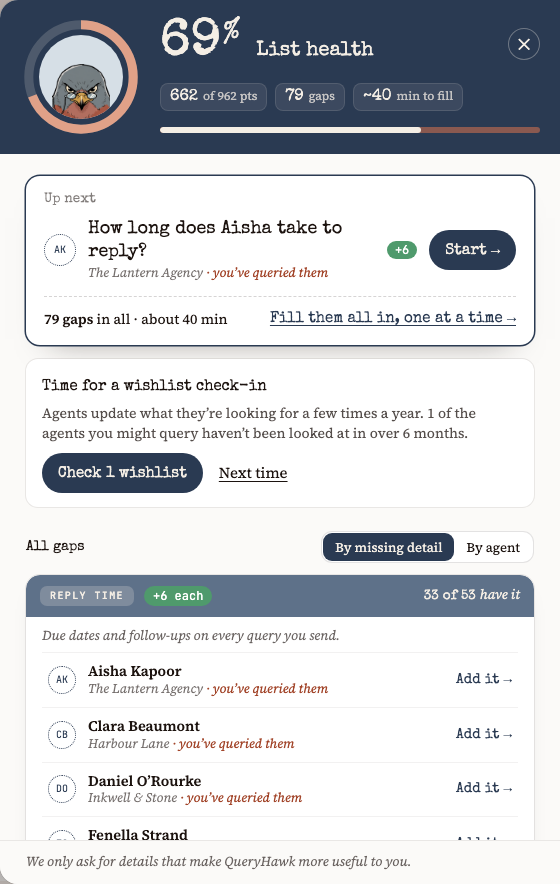 69% List health
662 of 962 pts 79 gaps ~40 min to fill
Up next
AK
How long does Aisha take to
reply?
The Lantern Agency · you've queried them
+6
Start →
79 gaps in all · about 40 min
Fill them all in, one at a time →
Time for a wishlist check-in
Agents update what they're looking for a few times a year. 1 of the
agents you might query haven't been looked at in over 6 months.
Check 1 wishlist Next time
All gaps
By missing detail By agent
REPLY TIME +6 each 33 of 53 have it
Due dates and follow-ups on every query you send.
AK
Aisha Kapoor
The Lantern Agency · you've queried them
Add it →
CB
Clara Beaumont
Harbour Lane · you've queried them
Add it →
DO
Daniel O'Rourke
Inkwell & Stone · you've queried them
Add it →
Fenella Strand
We only ask for details that make QueryHawk more useful to you.